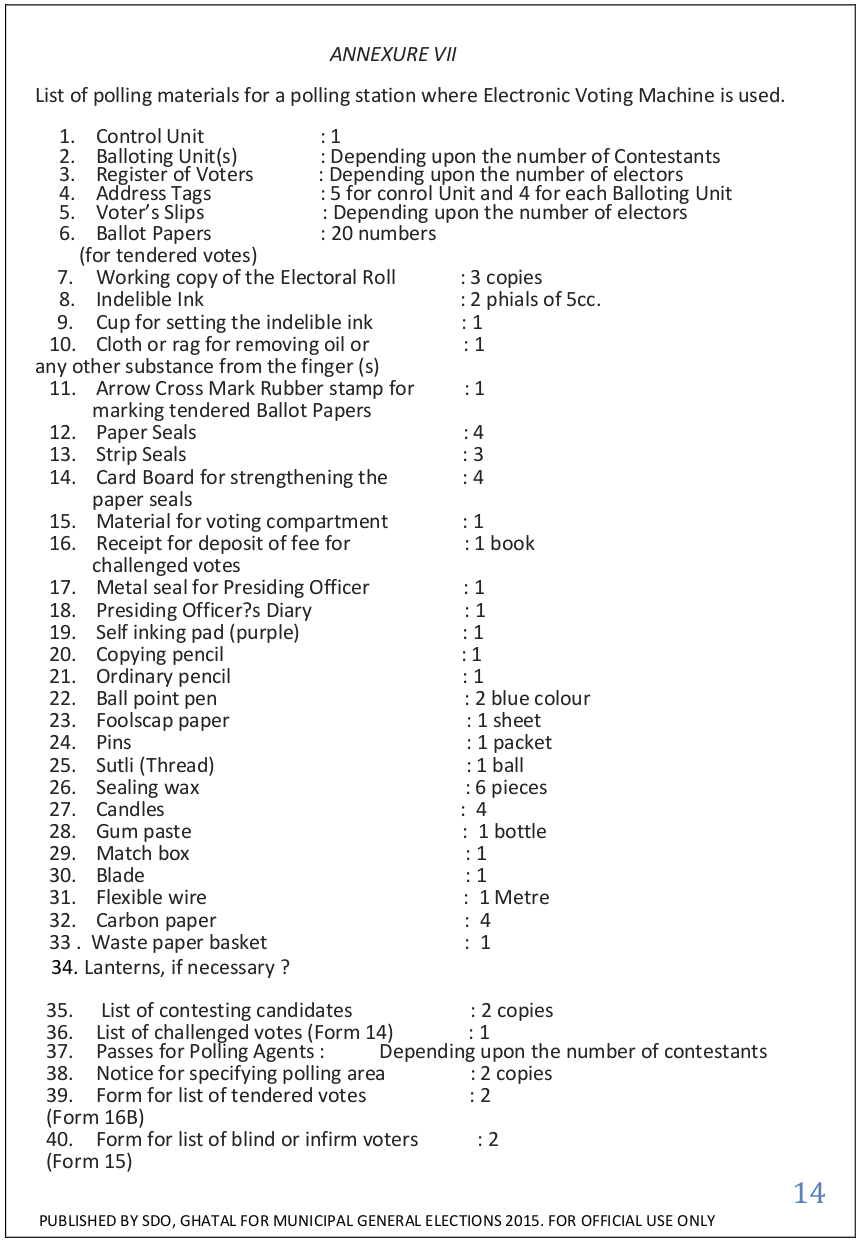 ANNEXURE VII
List of polling materials for a polling station where Electronic Voting Machine is used.
1. Control Unit : 1
2. Balloting Unit(s) : Depending upon the number of Contestants
3. Register of Voters : Depending upon the number of electors
4. Address Tags : 5 for conrol Unit and 4 for each Balloting Unit
5. Voter’s Slips : Depending upon the number of electors
6. Ballot Papers : 20 numbers
(for tendered votes)
7. Working copy of the Electoral Roll : 3 copies
8. Indelible Ink : 2 phials of 5cc.
9. Cup for setting the indelible ink : 1
10. Cloth or rag for removing oil or : 1
any other substance from the finger (s)
11. Arrow Cross Mark Rubber stamp for : 1
marking tendered Ballot Papers
12. Paper Seals : 4
13. Strip Seals : 3
14. Card Board for strengthening the : 4
paper seals
15. Material for voting compartment : 1
16. Receipt for deposit of fee for : 1 book
challenged votes
17. Metal seal for Presiding Officer : 1
18. Presiding Officer?s Diary : 1
19. Self inking pad (purple) : 1
20. Copying pencil : 1
21. Ordinary pencil : 1
22. Ball point pen : 2 blue colour
23. Foolscap paper : 1 sheet
24. Pins : 1 packet
25. Sutli (Thread) : 1 ball
26. Sealing wax : 6 pieces
27. Candles : 4
28. Gum paste : 1 bottle
29. Match box : 1
30. Blade : 1
31. Flexible wire : 1 Metre
32. Carbon paper : 4
33 . Waste paper basket : 1
34. Lanterns, if necessary ?
35. List of contesting candidates : 2 copies
36. List of challenged votes (Form 14) : 1
37. Passes for Polling Agents : Depending upon the number of contestants
38. Notice for specifying polling area : 2 copies
39. Form for list of tendered votes : 2
(Form 16B)
40. Form for list of blind or infirm voters : 2
(Form 15)
14
PUBLISHED BY SDO, GHATAL FOR MUNICIPAL GENERAL ELECTIONS 2015. FOR OFFICIAL USE ONLY